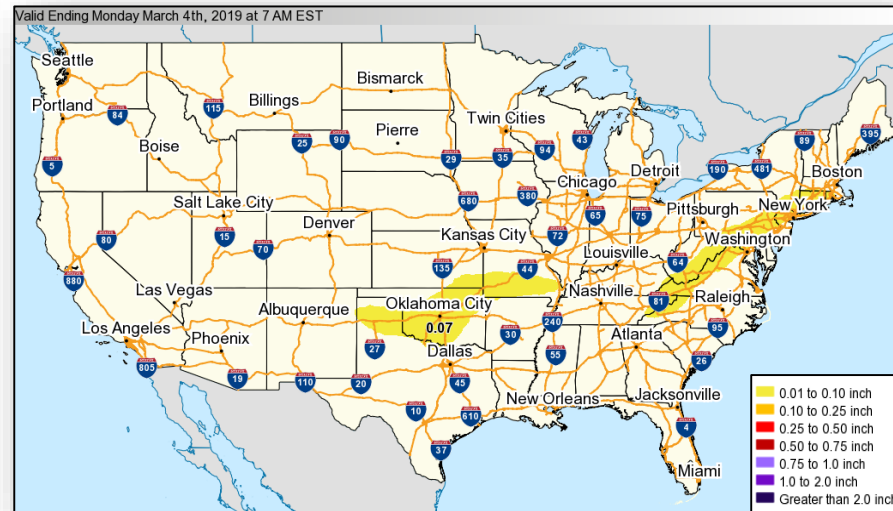 Valid Ending Monday March 4th, 2019 at 7 AM EST
Seattle
Portland
84
115
Billings
Bismarck
Twin Cities
43
89
395
5
Boise
25
90
Pierre
29
35
94
190
481
Boston
Salt Lake City
680
380
Chicago
Detroit
80
15
Denver
70
Kansas City
65
75
Pittsburgh
New York
72
Washington
880
Las Vegas
135
44
Louisville
64
Los Angeles
Albuquerque
Oklahoma City
0.07
Nashville
81
Raleigh
805
Phoenix
19
27
30
240
Atlanta
95
110
20
Dallas
45
55
26
10
610
New Orleans
Jacksonville
4
37
Miami
0.01 to 0.10 inch
0.10 to 0.25 inch
0.25 to 0.50 inch
0.50 to 0.75 inch
0.75 to 1.0 inch
1.0 to 2.0 inch
Greater than 2.0 inch